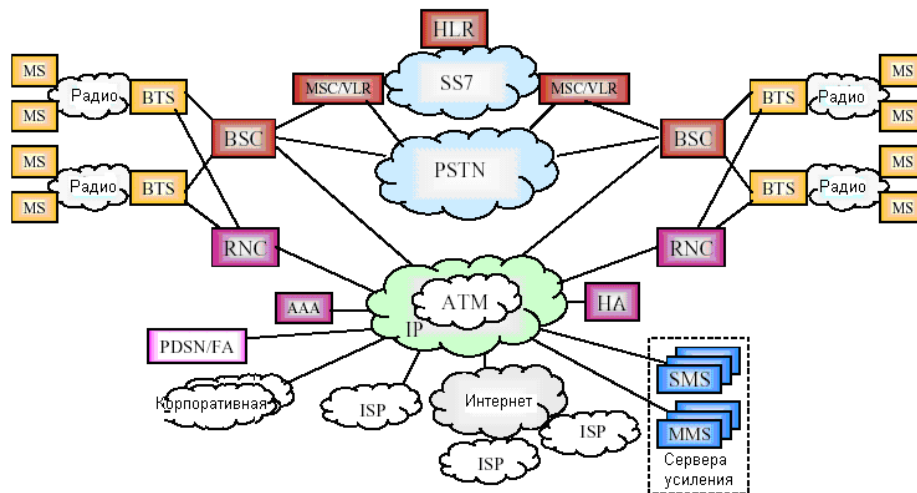 HLR
MS
MS
Радио
BTS
MSC/VLR
SS7
MSC/VLR
BTS
Радио
MS
MS
BSC
BSC
PSTN
MS
MS
Радио
BTS
BTS
Радио
MS
MS
RNC
RNC
AAA
ATM
IP
HA
PDSN/FA
SMS
Корпоративная
ISP
Интернет
ISP
ISP
MMS
Сервера
усиления